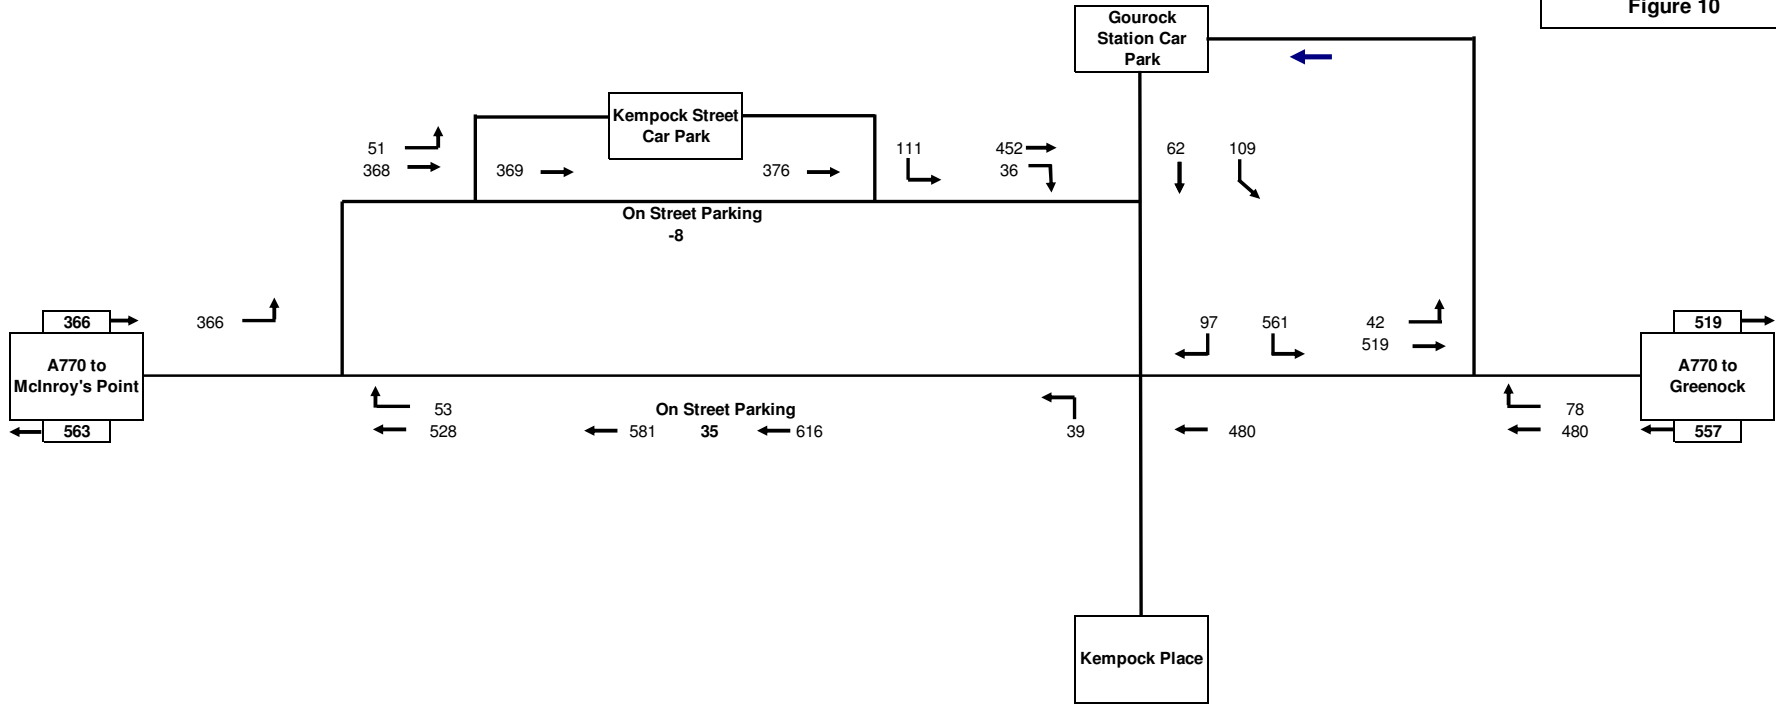 Figure 10
Gourock
Station Car
Park
Kempock Street
Car Park
51
368
369
376
111
452
36
62
109
On Street Parking
-8
366
366
97
561
42
519
519
A770 to
McInroy's Point
A770 to
Greenock
53
528
On Street Parking
581
35
616
39
480
78
480
563
557
Kempock Place